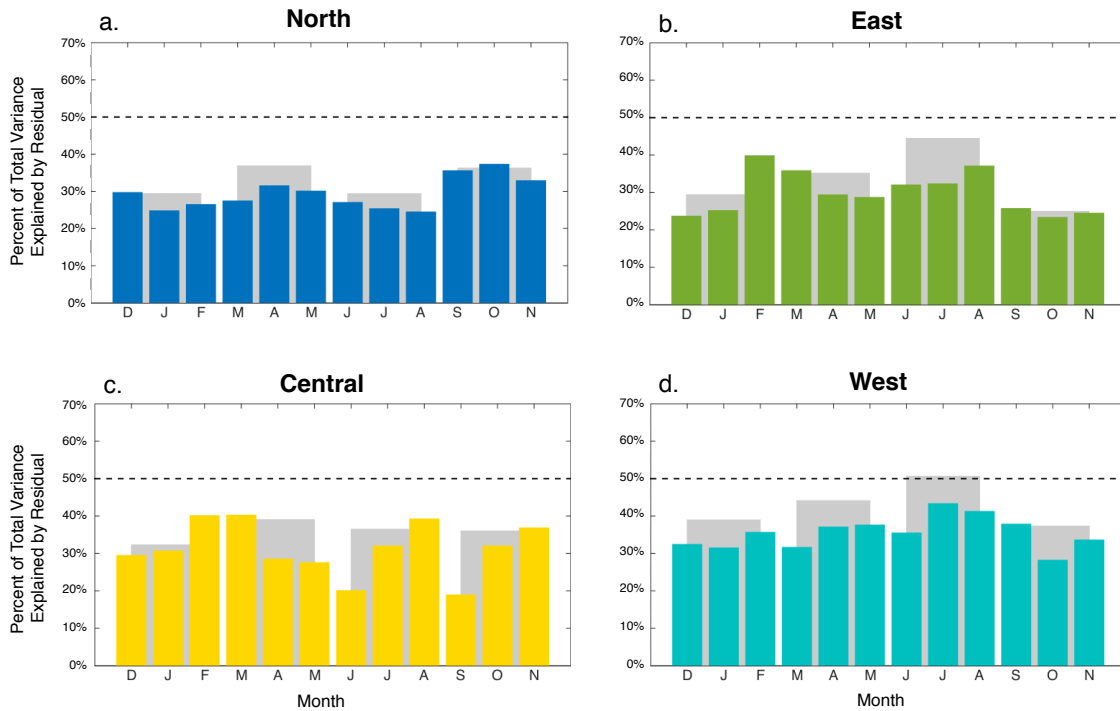 a.
North
70%
60%
50%
40%
30%
20%
10%
0%
D J F M A M J J A S O N
Percent of Total Variance
Explained by Residual
b.
East
70%
60%
50%
40%
30%
20%
10%
0%
D J F M A M J J A S O N
c.
Central
70%
60%
50%
40%
30%
20%
10%
0%
D J F M A M J J A S O N
Month
Percent of Total Variance
Explained by Residual
d.
West
70%
60%
50%
40%
30%
20%
10%
0%
D J F M A M J J A S O N
Month